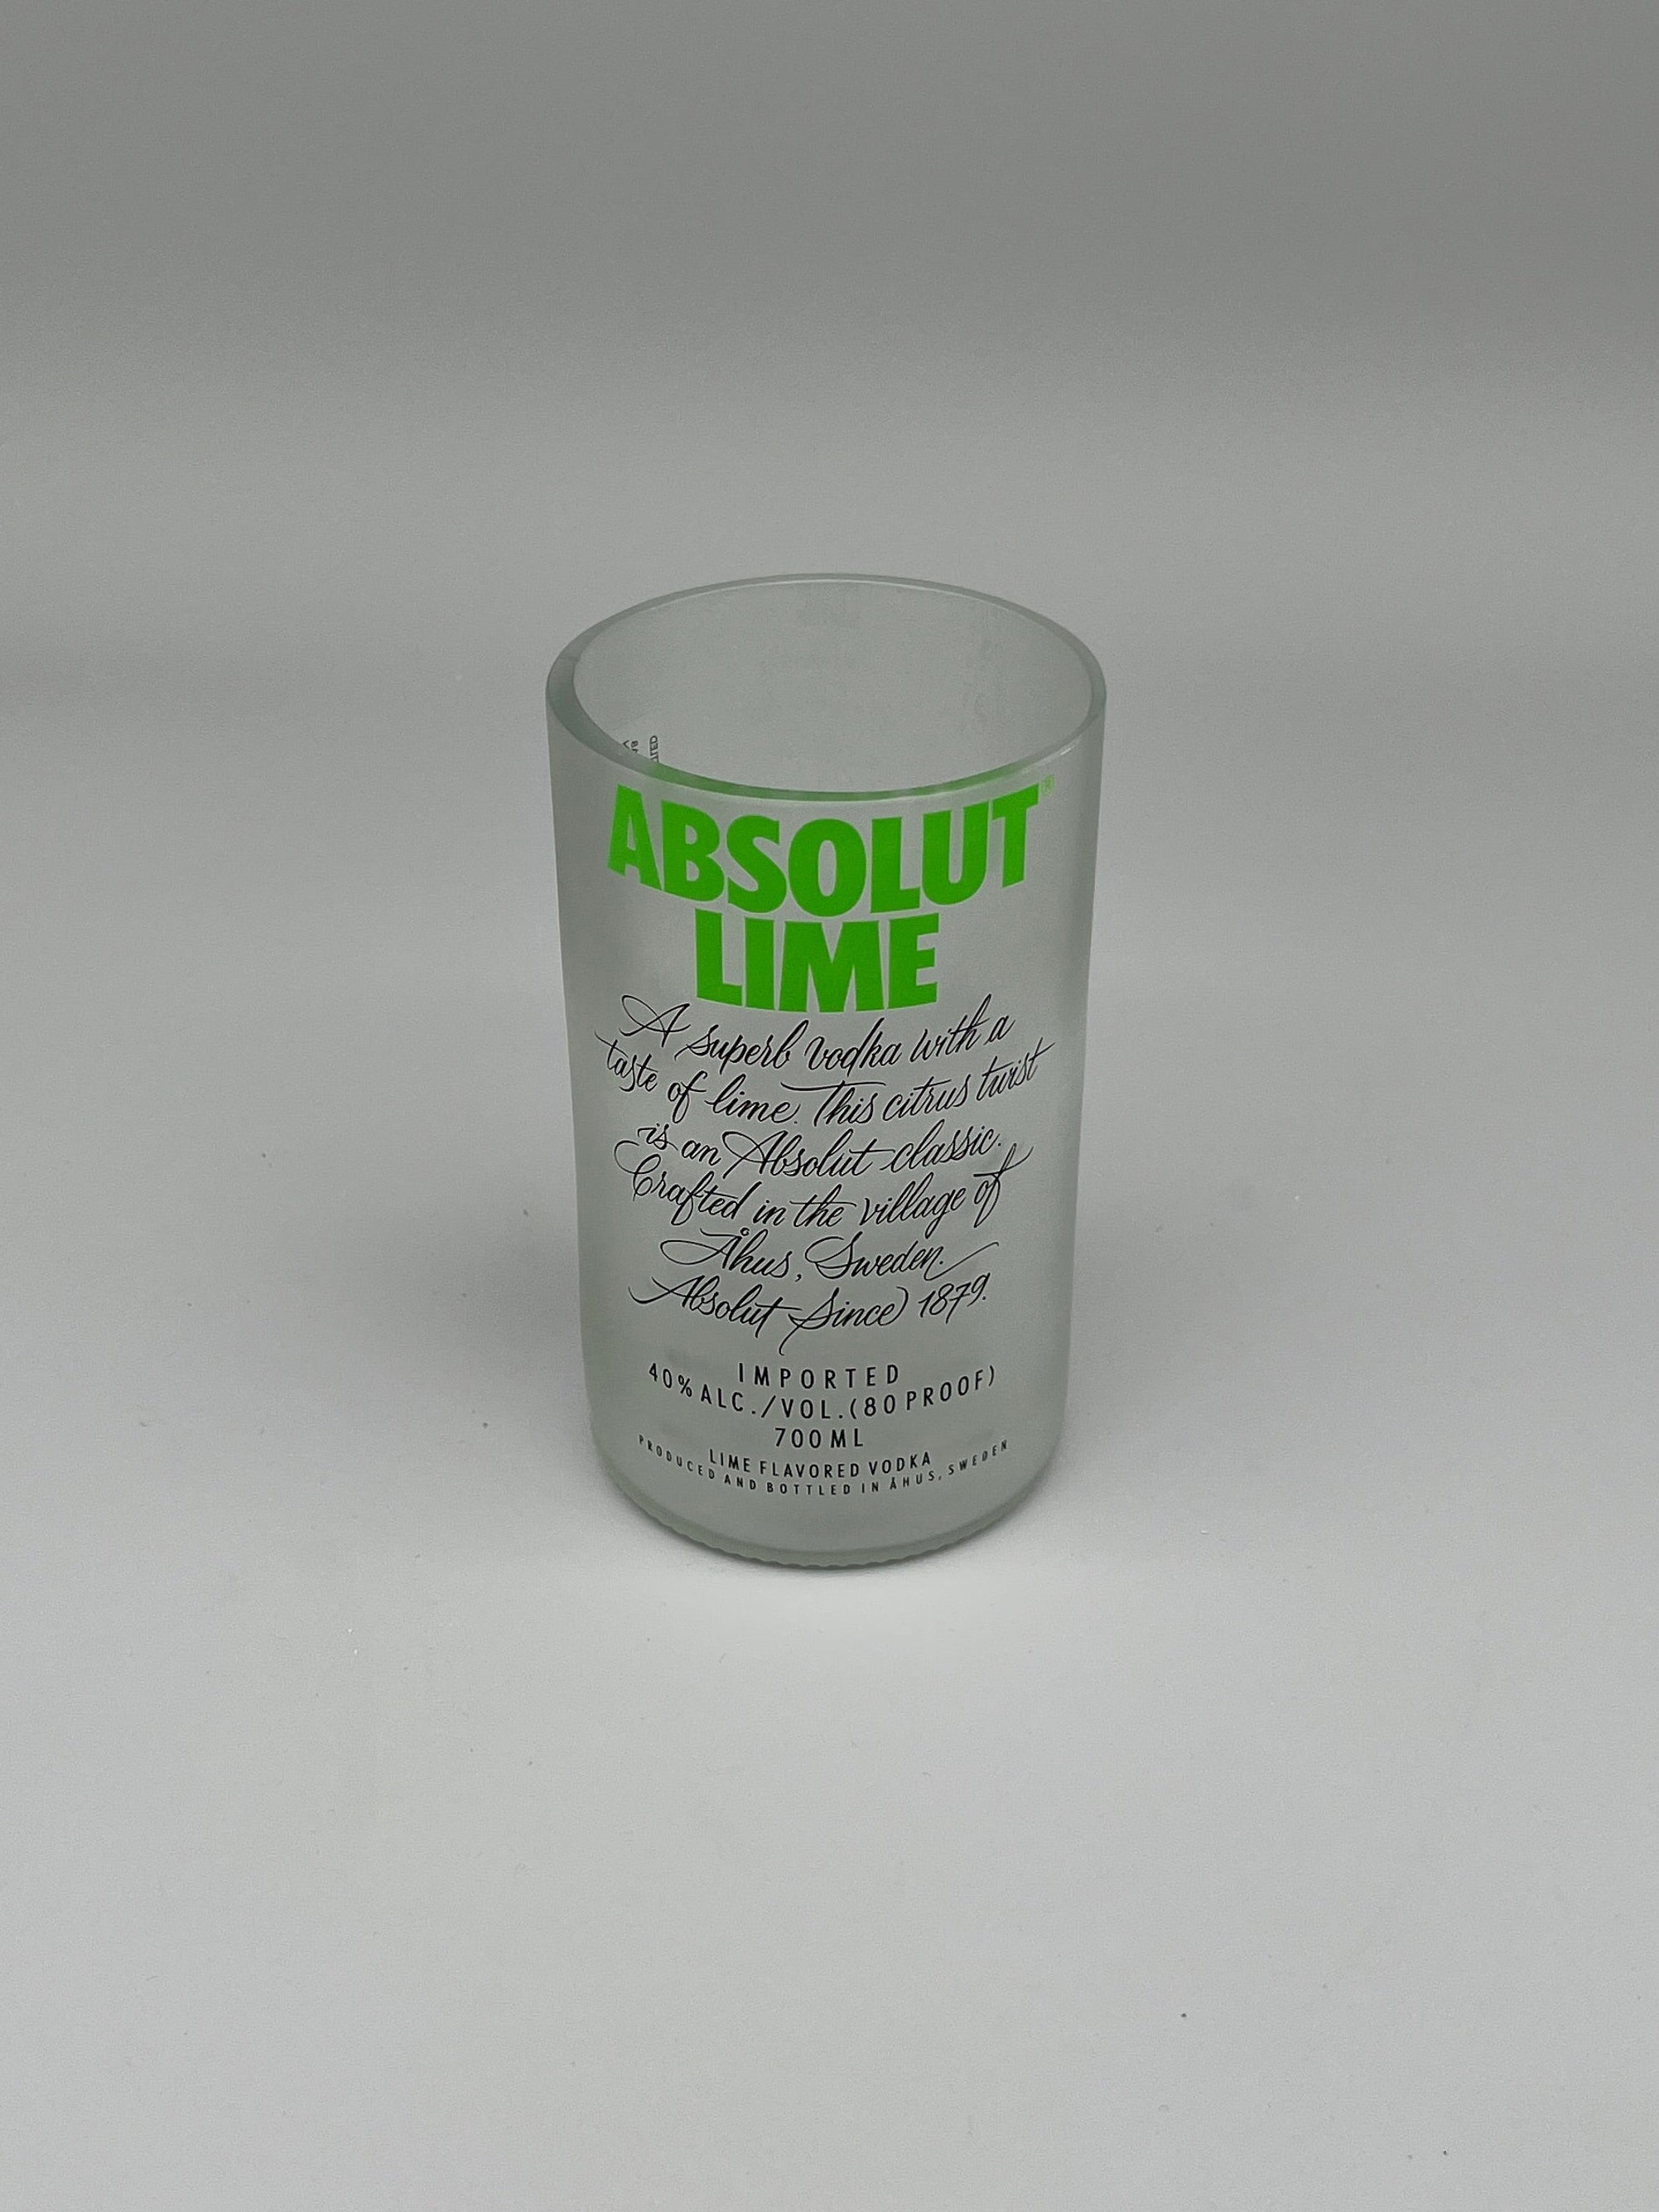 ABSOLUT®
LIME
A superb vodka with a
taste of lime. This citrus twist
is an Absolut classic.
Crafted in the village of
Åhus, Sweden.
Absolut Since 1879.
IMPORTED
40% ALC./VOL. (80 PROOF)
700 ML
LIME FLAVORED VODKA
PRODUCED AND BOTTLED IN ÅHUS, SWEDEN